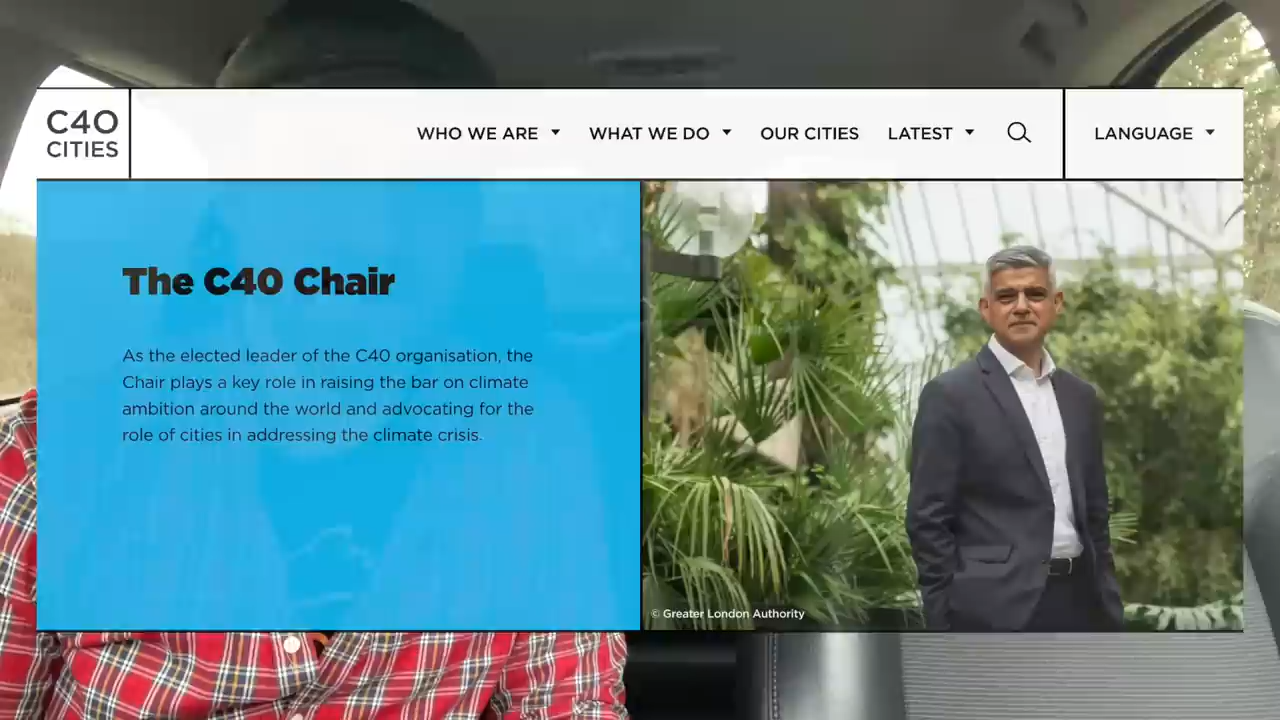 C40
CITIES
WHO WE ARE
WHAT WE DO
OUR CITIES
LATEST
LANGUAGE
The C40 Chair
As the elected leader of the C40 organisation, the
Chair plays a key role in raising the bar on climate
ambition around the world and advocating for the
role of cities in addressing the climate crisis.
© Greater London Authority